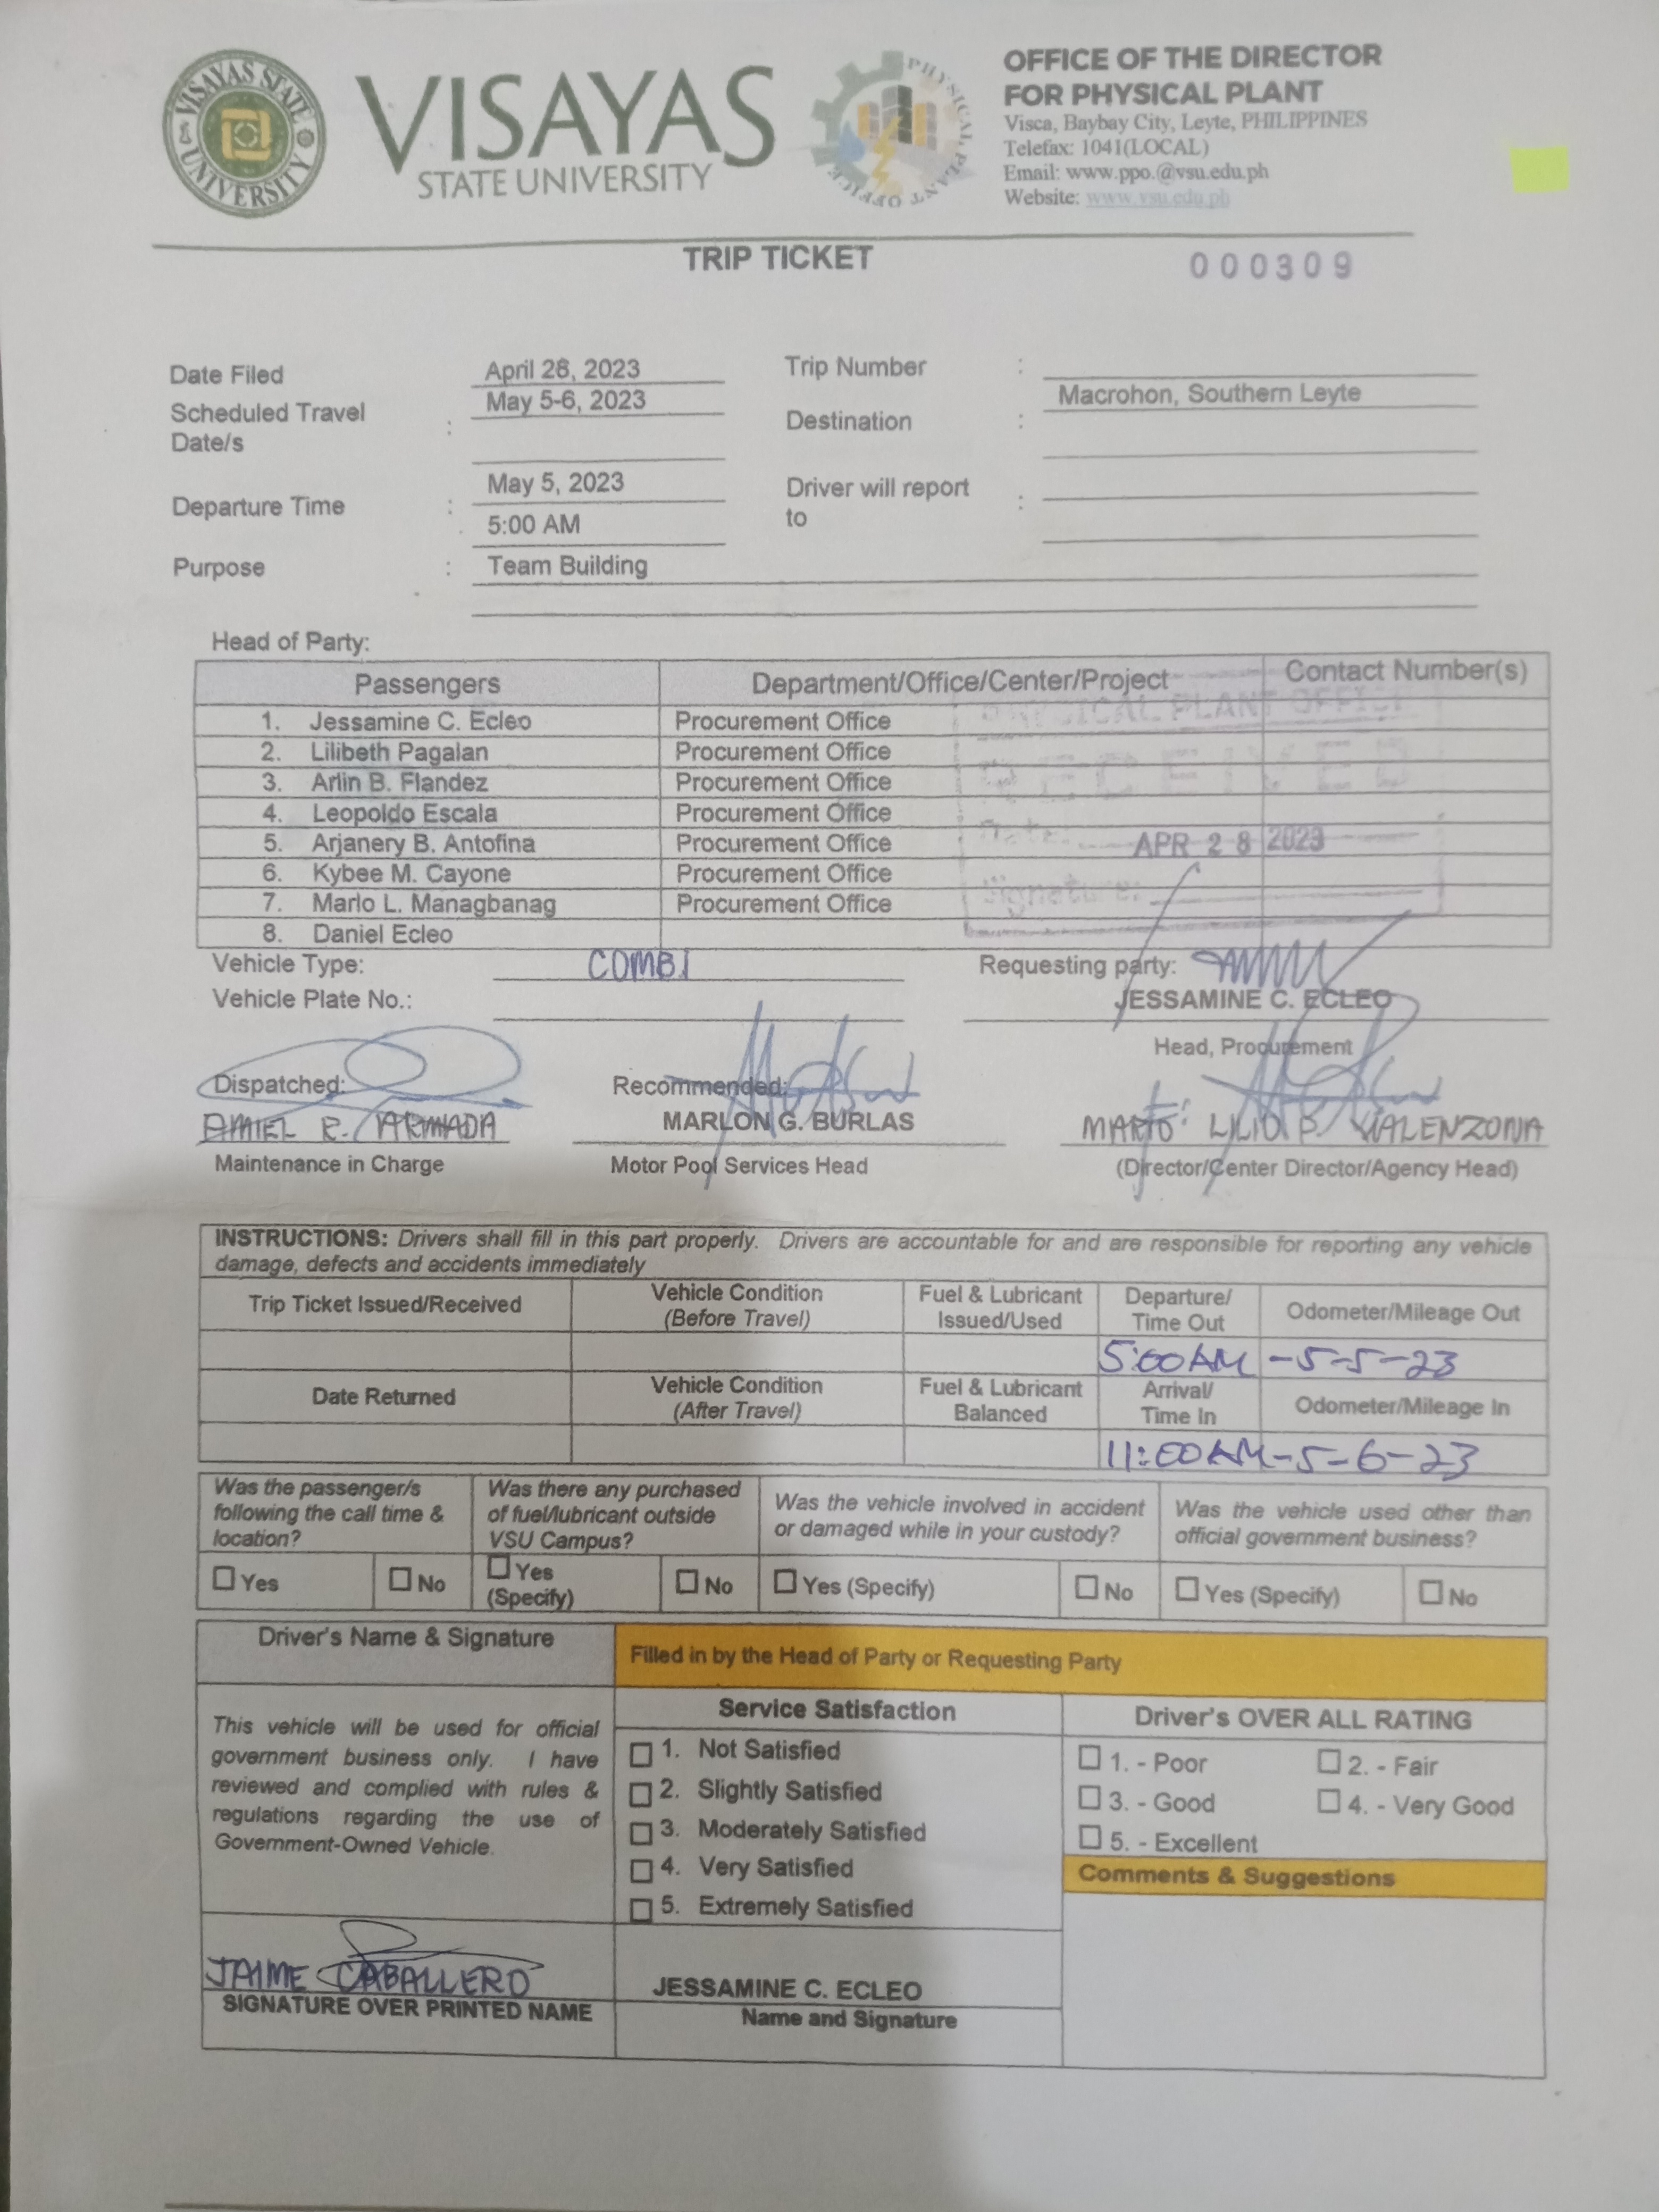 VISAYAS STATE UNIVERSITY
VISAYAS
STATE UNIVERSITY
PHYSICAL PLANT OFFICE
OFFICE OF THE DIRECTOR
FOR PHYSICAL PLANT
Visca, Baybay City, Leyte, PHILIPPINES
Telefax: 1041(LOCAL)
Email: www.ppo.@vsu.edu.ph
Website: www.vsu.edu.ph
TRIP TICKET
000309
Date Filed April 28, 2023 Trip Number :
Scheduled Travel Date/s : May 5-6, 2023 Destination : Macrohon, Southern Leyte
Departure Time : May 5, 2023 Driver will report to :
5:00 AM
Purpose : Team Building
Head of Party:
Passengers Department/Office/Center/Project Contact Number(s)
1. Jessamine C. Ecleo Procurement Office
2. Lilibeth Pagalan Procurement Office
3. Arlin B. Flandez Procurement Office
4. Leopoldo Escala Procurement Office
5. Arjanery B. Antofina Procurement Office
6. Kybee M. Cayone Procurement Office
7. Marlo L. Managbanag Procurement Office
8. Daniel Ecleo
PHYSICAL PLANT OFFICE
RECEIVED
Date: APR 28 2023
Signature:
Vehicle Type: COMBI Requesting party:
Vehicle Plate No.: JESSAMINE C. ECLEO
Head, Procurement
Dispatched: Recommended:
AMIEL R. ARMADA MARLON G. BURLAS MARIO LILIO P. VALENZONA
Maintenance in Charge Motor Pool Services Head (Director/Center Director/Agency Head)
INSTRUCTIONS: Drivers shall fill in this part properly. Drivers are accountable for and are responsible for reporting any vehicle
damage, defects and accidents immediately
Trip Ticket Issued/Received Vehicle Condition (Before Travel) Fuel & Lubricant Issued/Used Departure/ Time Out Odometer/Mileage Out
5:00AM -5-5-23
Date Returned Vehicle Condition (After Travel) Fuel & Lubricant Balanced Arrival/ Time In Odometer/Mileage In
11:00AM-5-6-23
Was the passenger/s following the call time & location? Was there any purchased of fuel/lubricant outside VSU Campus? Was the vehicle involved in accident or damaged while in your custody? Was the vehicle used other than official government business?
Yes No Yes (Specify) No Yes (Specify) No Yes (Specify) No
Driver's Name & Signature Filled in by the Head of Party or Requesting Party
This vehicle will be used for official
government business only. I have
reviewed and complied with rules &
regulations regarding the use of
Government-Owned Vehicle.
Service Satisfaction
1. Not Satisfied
2. Slightly Satisfied
3. Moderately Satisfied
4. Very Satisfied
5. Extremely Satisfied
Driver's OVER ALL RATING
1. - Poor 2. - Fair
3. - Good 4. - Very Good
5. - Excellent
Comments & Suggestions
JAIME CABALLERO
SIGNATURE OVER PRINTED NAME
JESSAMINE C. ECLEO
Name and Signature